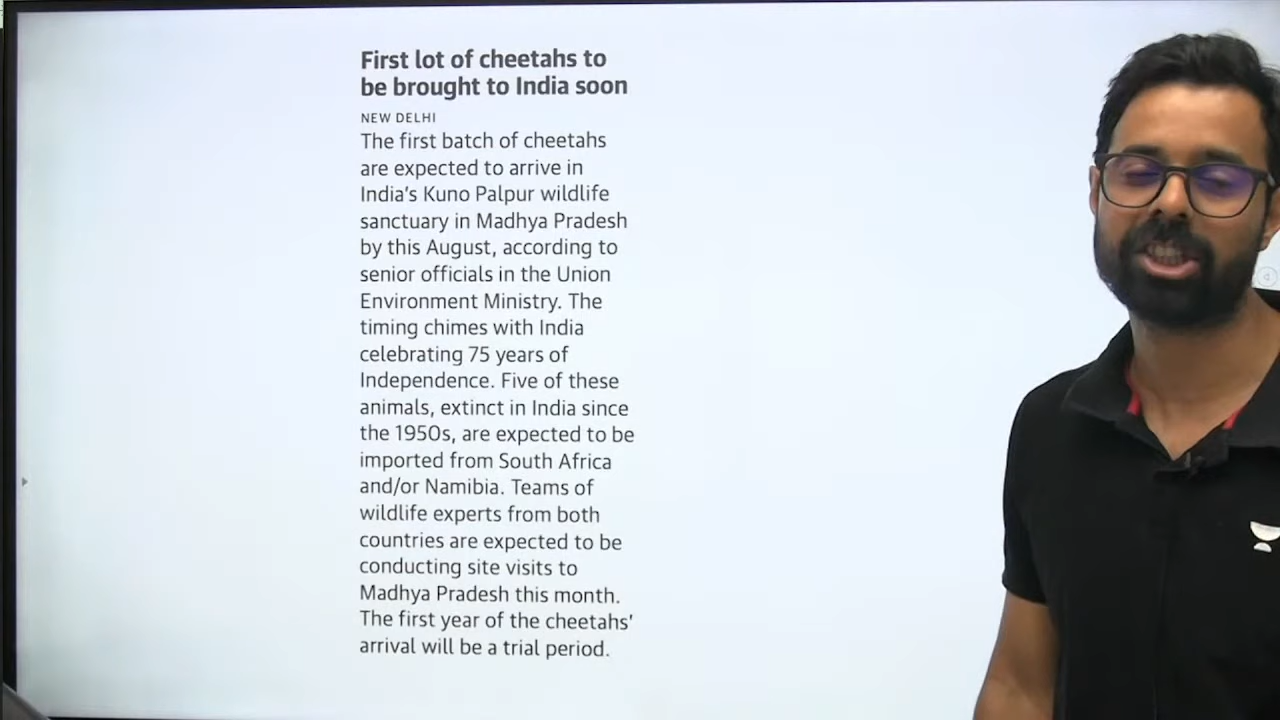 First lot of cheetahs to
be brought to India soon
NEW DELHI
The first batch of cheetahs
are expected to arrive in
India's Kuno Palpur wildlife
sanctuary in Madhya Pradesh
by this August, according to
senior officials in the Union
Environment Ministry. The
timing chimes with India
celebrating 75 years of
Independence. Five of these
animals, extinct in India since
the 1950s, are expected to be
imported from South Africa
and/or Namibia. Teams of
wildlife experts from both
countries are expected to be
conducting site visits to
Madhya Pradesh this month.
The first year of the cheetahs'
arrival will be a trial period.